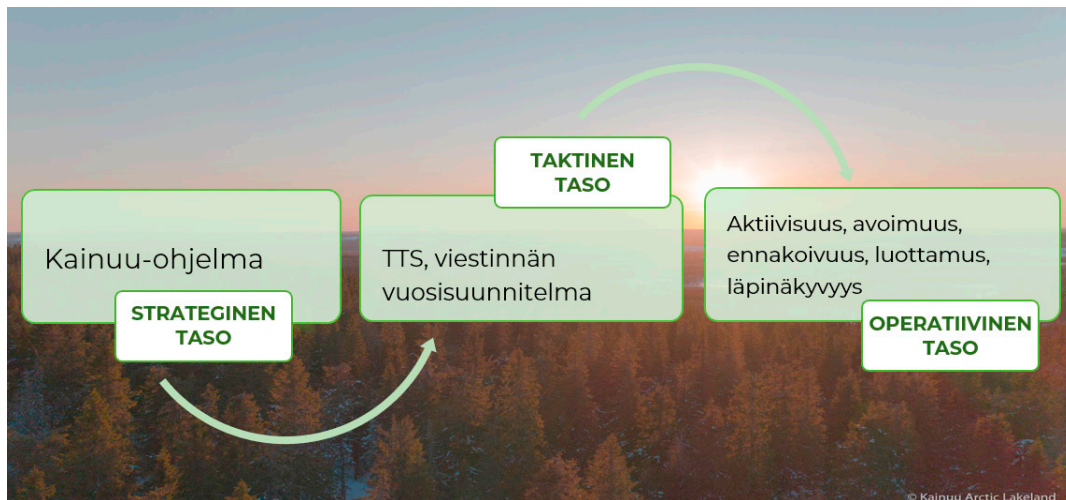 Kainuu-ohjelma
STRATEGINEN
TASO
TAKTINEN
TASO
TTS, viestinnän
vuosisuunnitelma
Aktiivisuus, avoimuus,
ennakoivuus, luottamus,
läpinäkyvyys
OPERATIIVINEN
TASO
© Kainuu Arctic Lakeland